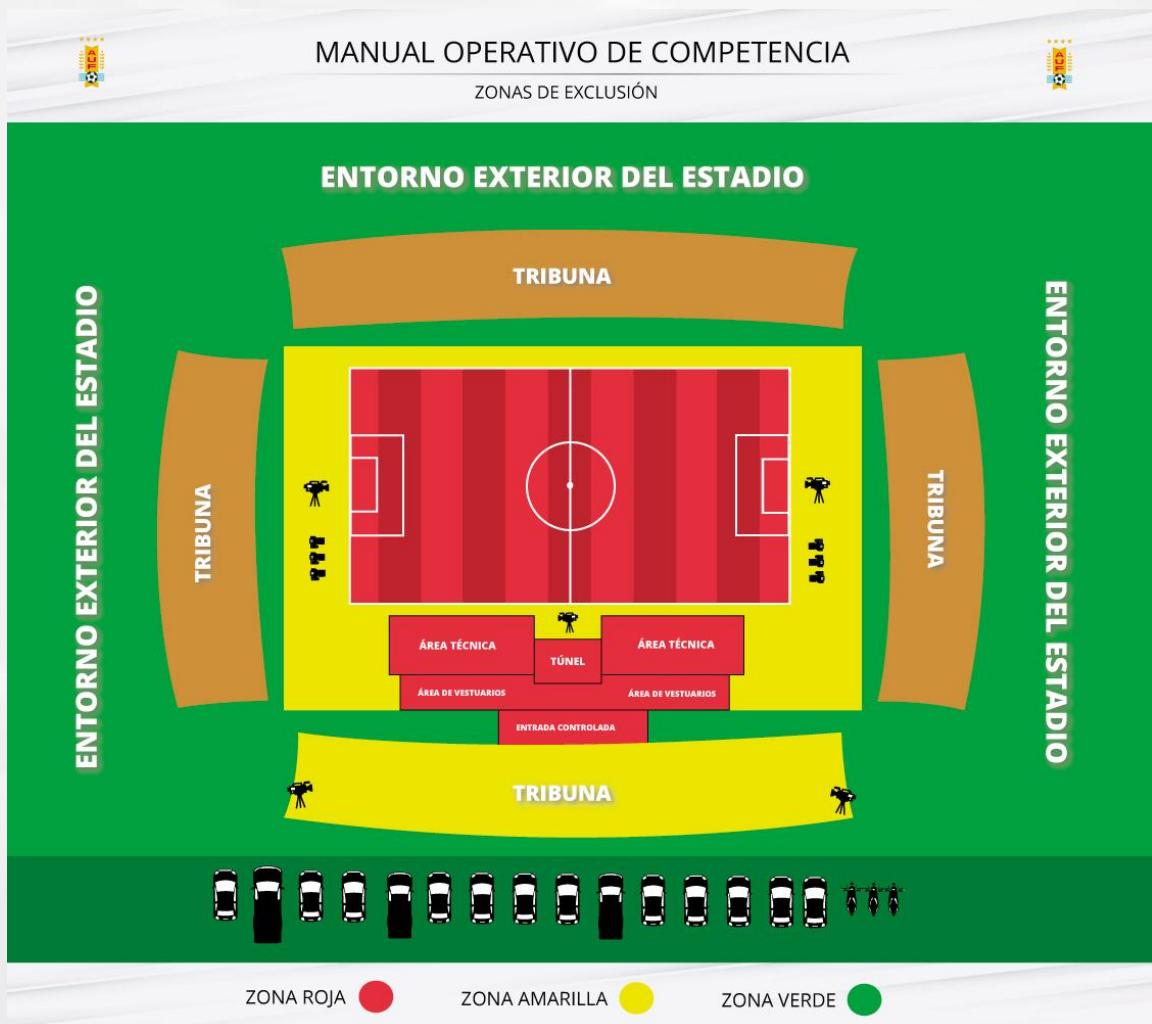 MANUAL OPERATIVO DE COMPETENCIA
ZONAS DE EXCLUSIÓN
AUF
AUF
ENTORNO EXTERIOR DEL ESTADIO
TRIBUNA
ENTORNO EXTERIOR DEL ESTADIO
TRIBUNA
TRIBUNA
ENTORNO EXTERIOR DEL ESTADIO
ÁREA TÉCNICA
TÚNEL
ÁREA TÉCNICA
ÁREA DE VESTUARIOS
ÁREA DE VESTUARIOS
ENTRADA CONTROLADA
TRIBUNA
ZONA ROJA
ZONA AMARILLA
ZONA VERDE